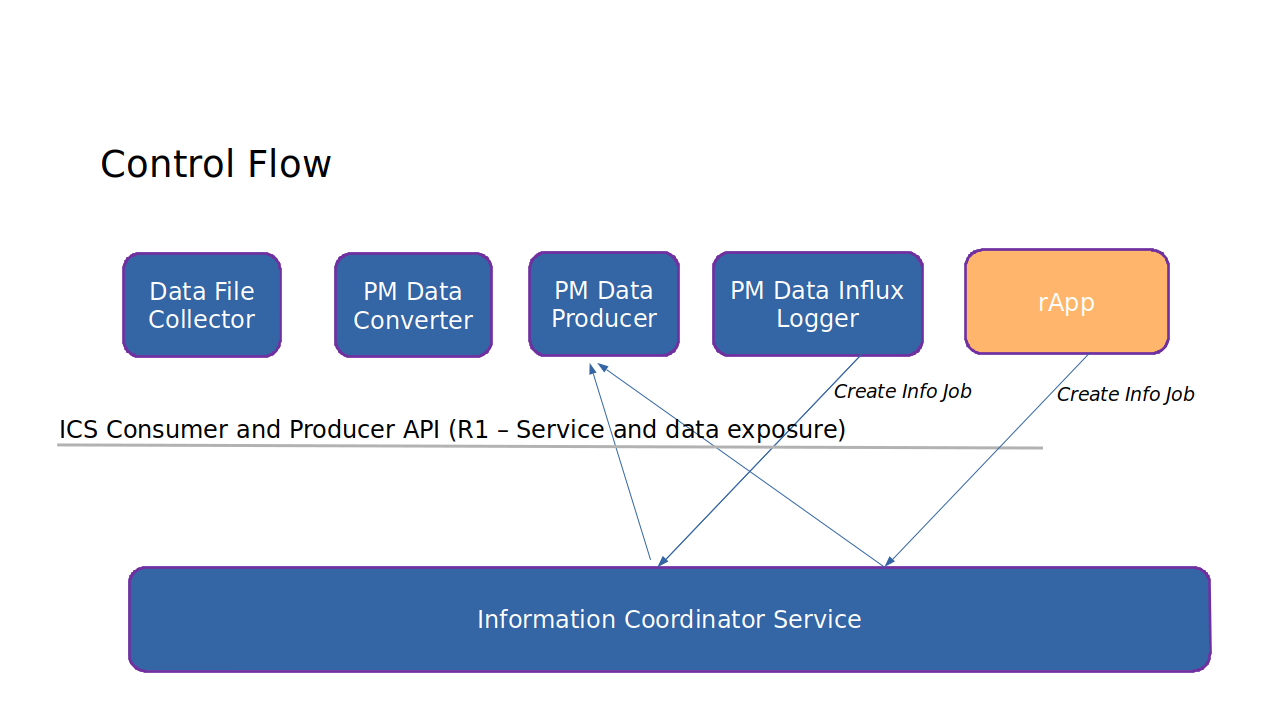 Control Flow
Data File
Collector
PM Data
Converter
PM Data
Producer
PM Data Influx
Logger
rApp
Create Info Job
Create Info Job
ICS Consumer and Producer API (R1 – Service and data exposure)
Information Coordinator Service